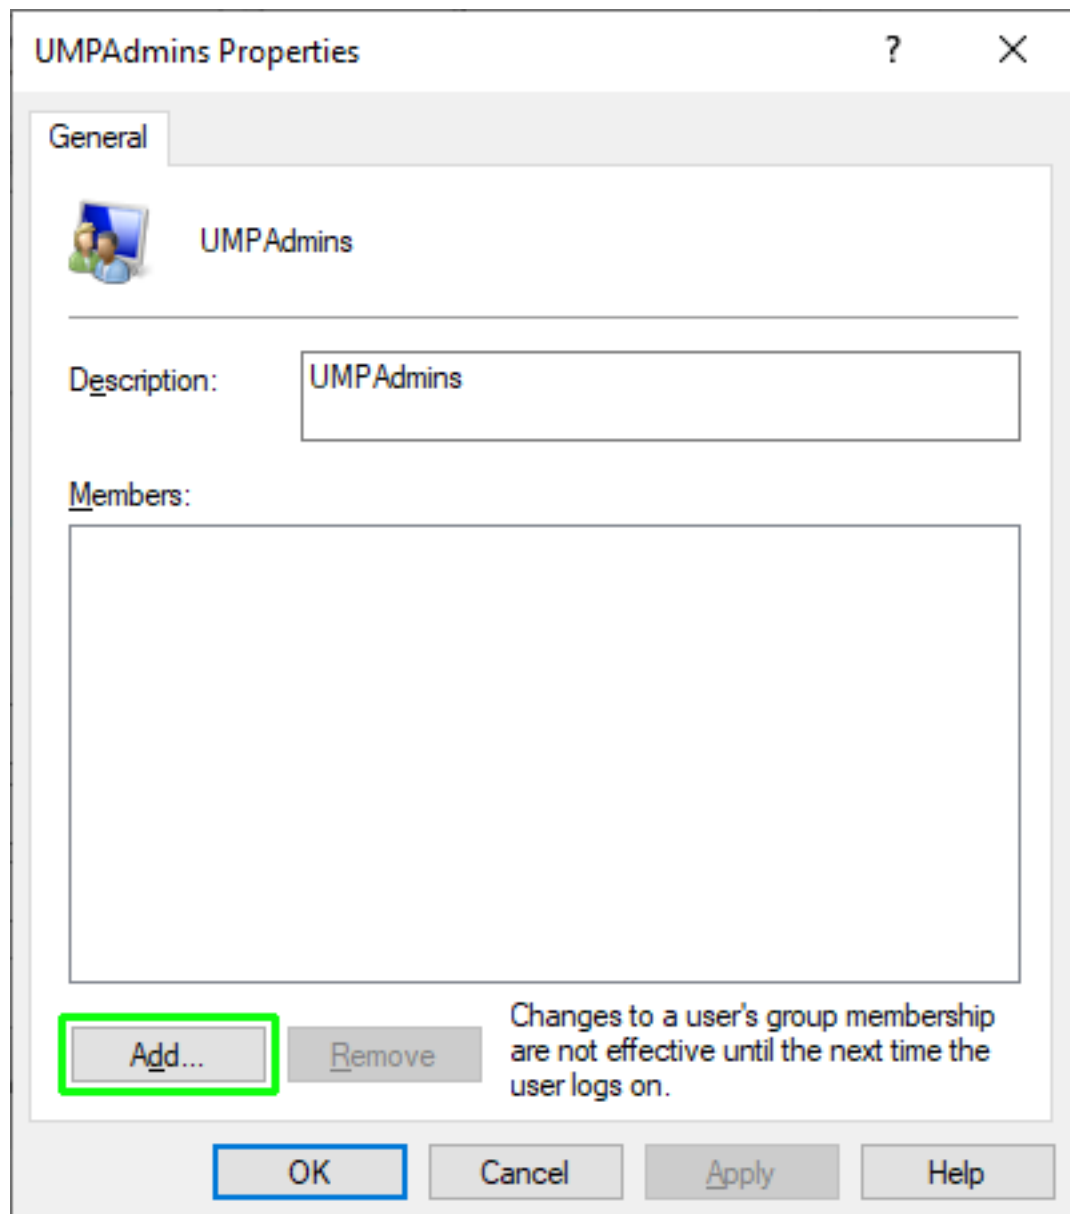 UMPAdmins Properties
?
General
UMPAdmins
Description:
UMPAdmins
Members:
Add...
Remove
Changes to a user's group membership
are not effective until the next time the
user logs on.
OK
Cancel
Apply
Help